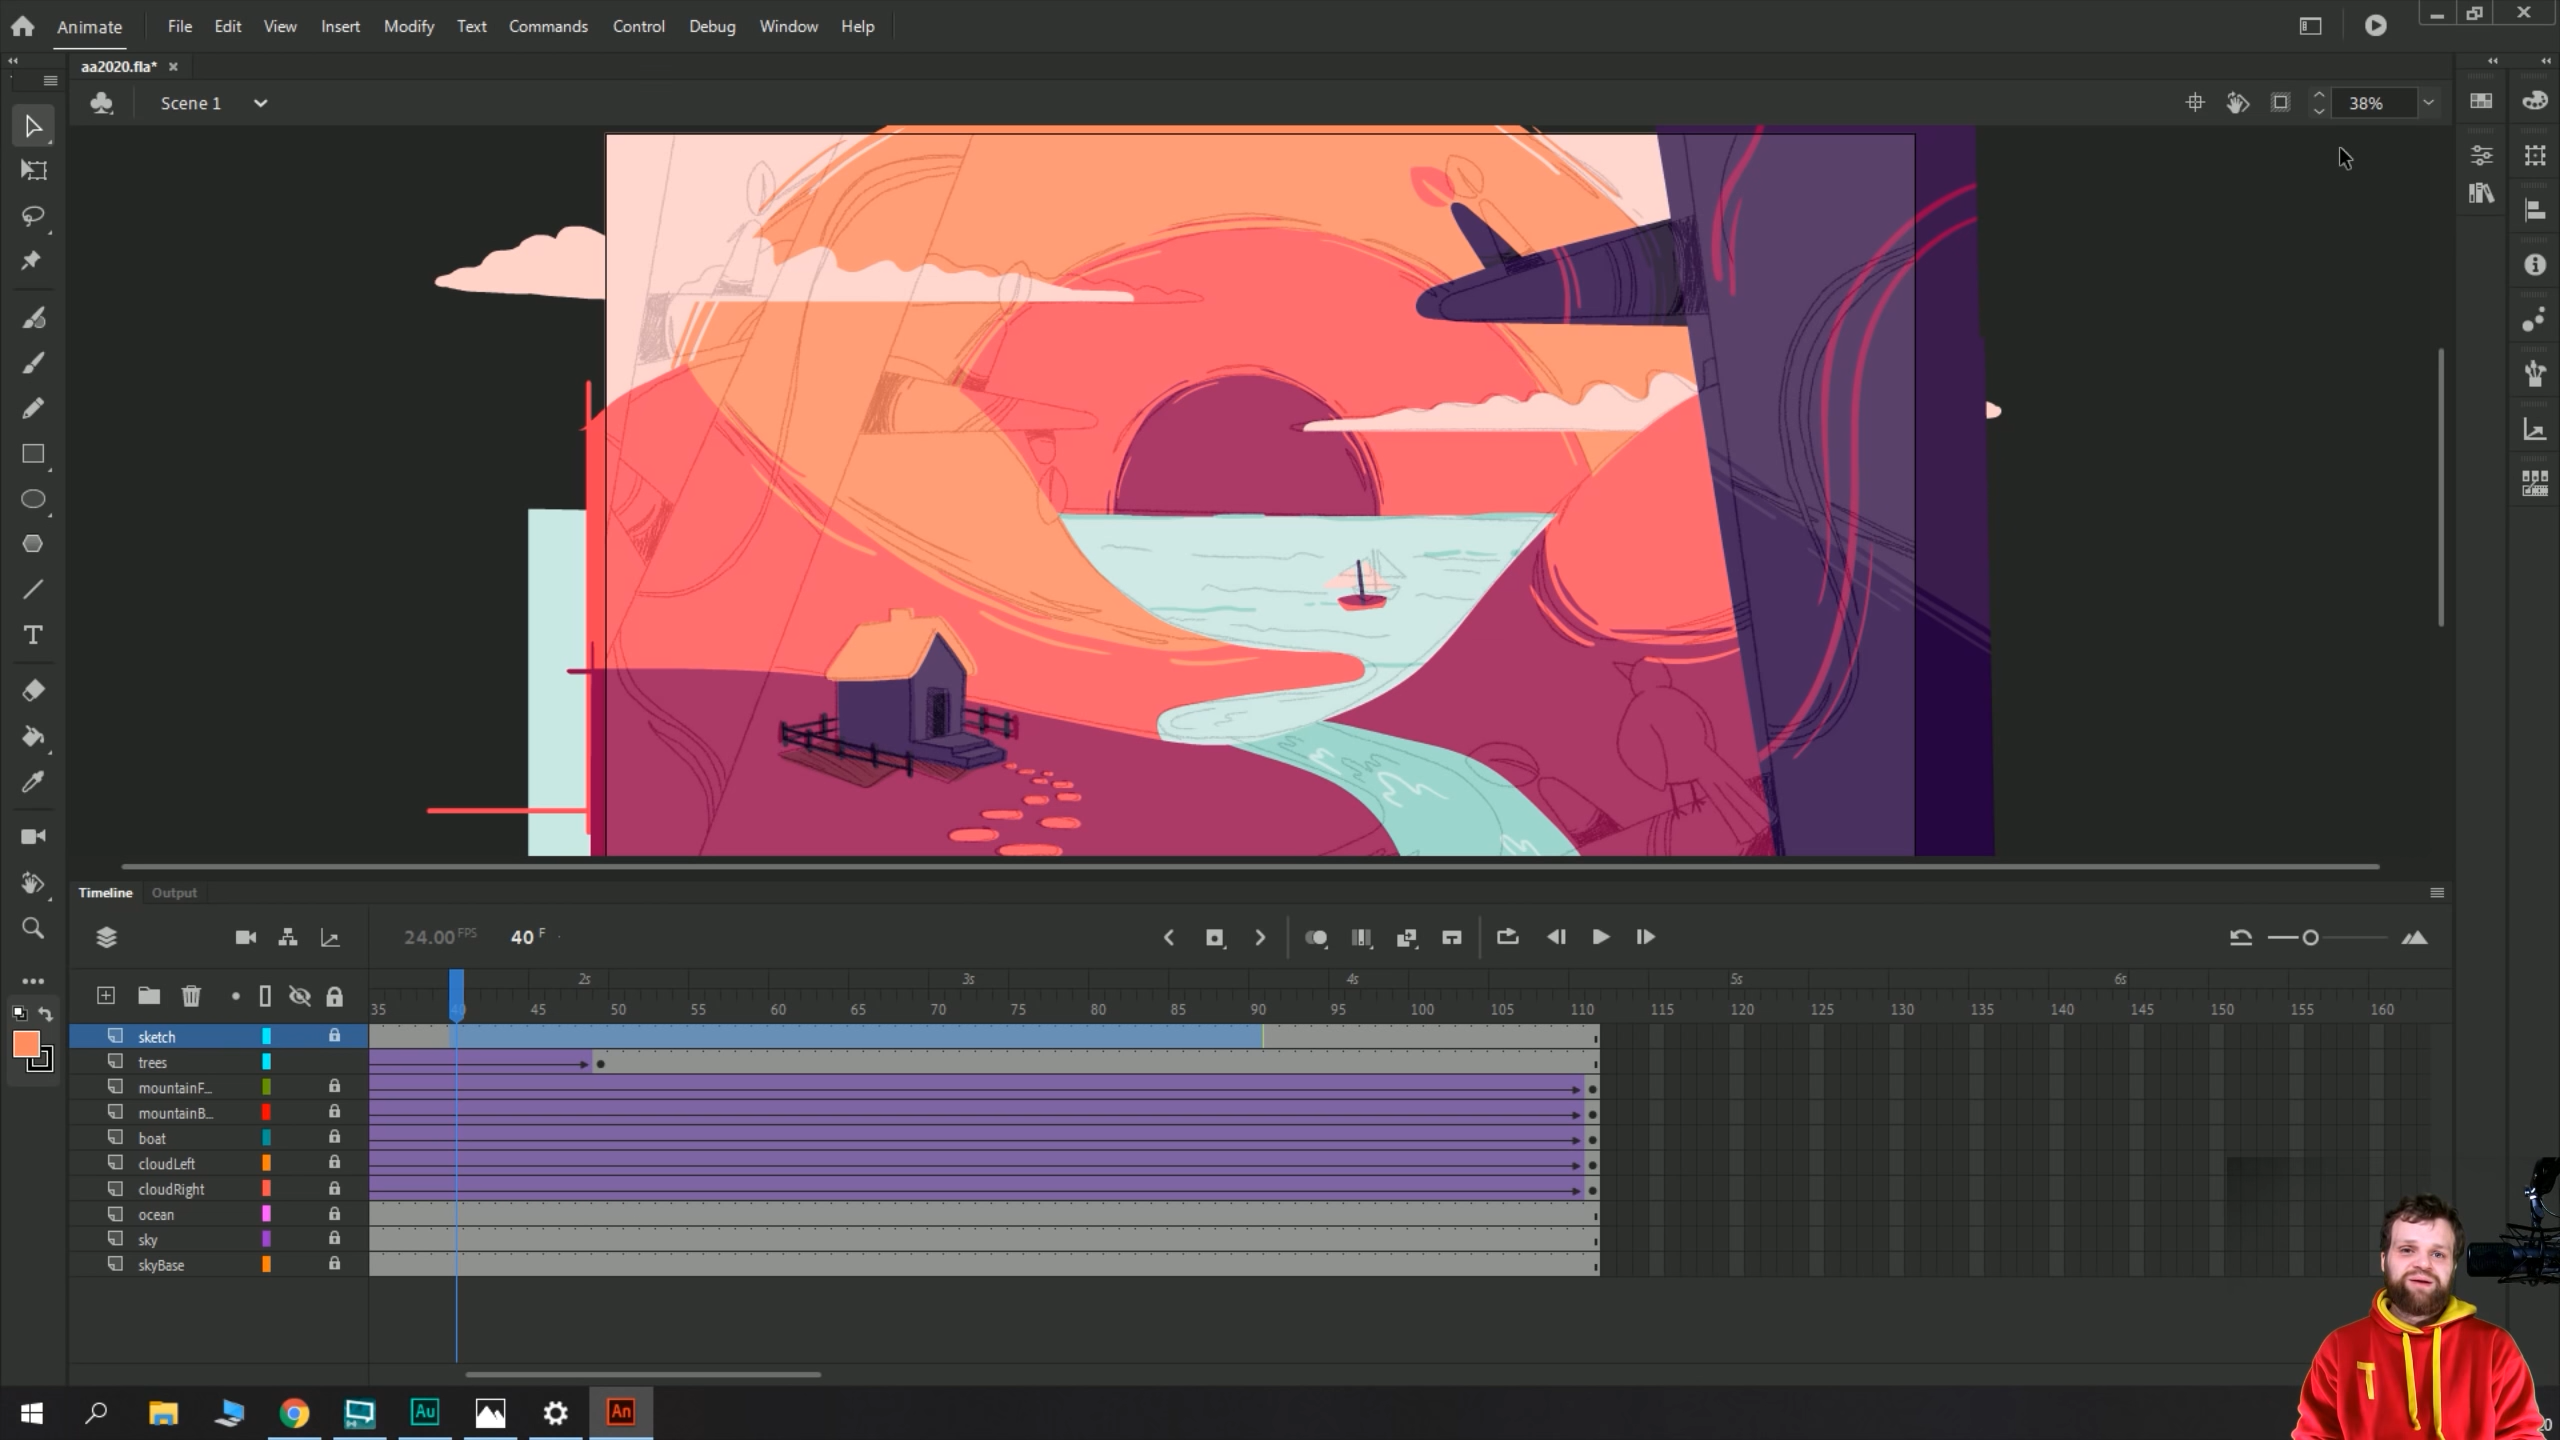 Animate File Edit View Insert Modify Text Commands Control Debug Window Help
aa2020.fla*
Scene 1 38%
Timeline Output
24.00 FPS 40 F
2s 3s 4s 5s 6s
35 40 45 50 55 60 65 70 75 80 85 90 95 100 105 110 115 120 125 130 135 140 145 150 155 160
sketch
trees
mountainF...
mountainB...
boat
cloudLeft
cloudRight
ocean
sky
skyBase
T
Au An